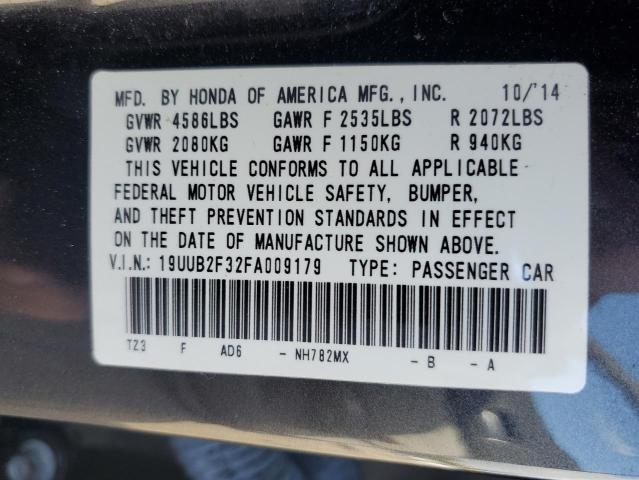 MFD. BY HONDA OF AMERICA MFG., INC. 10/'14
GVWR 4586LBS GAWR F 2535LBS R 2072LBS
GVWR 2080KG GAWR F 1150KG R 940KG
THIS VEHICLE CONFORMS TO ALL APPLICABLE
FEDERAL MOTOR VEHICLE SAFETY, BUMPER,
AND THEFT PREVENTION STANDARDS IN EFFECT
ON THE DATE OF MANUFACTURE SHOWN ABOVE.
V.I.N.: 19UUB2F32FA009179 TYPE: PASSENGER CAR
TZ3 F AD6 - NH782MX - B - A